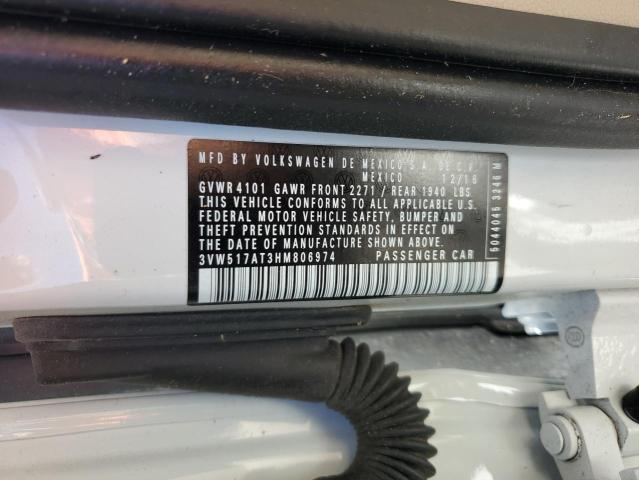 MFD BY VOLKSWAGEN DE MEXICO S.A. DE C.V.
MEXICO 12/16
GVWR 4101 GAWR FRONT 2271 / REAR 1940 LBS
THIS VEHICLE CONFORMS TO ALL APPLICABLE U.S.
FEDERAL MOTOR VEHICLE SAFETY, BUMPER AND
THEFT PREVENTION STANDARDS IN EFFECT ON
THE DATE OF MANUFACTURE SHOWN ABOVE.
3VW517AT3HM806974 PASSENGER CAR
5044045 3246 M